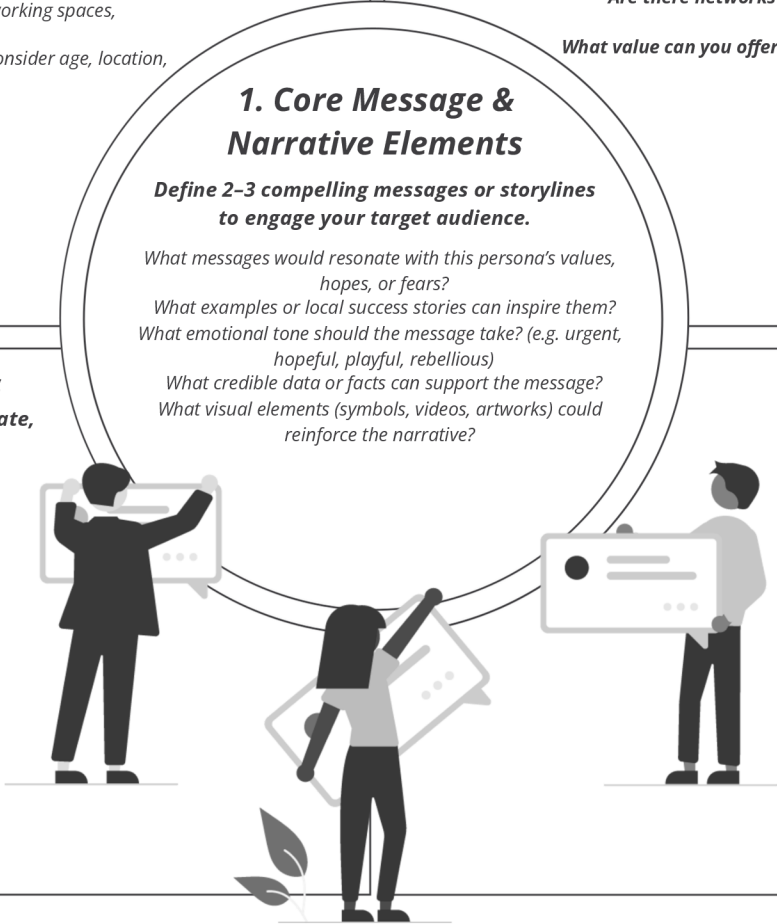 orking spaces,
onsider age, location,
What value can you offer
1. Core Message &
Narrative Elements
Define 2–3 compelling messages or storylines
to engage your target audience.
What messages would resonate with this persona’s values,
hopes, or fears?
What examples or local success stories can inspire them?
What emotional tone should the message take? (e.g. urgent,
hopeful, playful, rebellious)
What credible data or facts can support the message?
What visual elements (symbols, videos, artworks) could
reinforce the narrative?
ate,